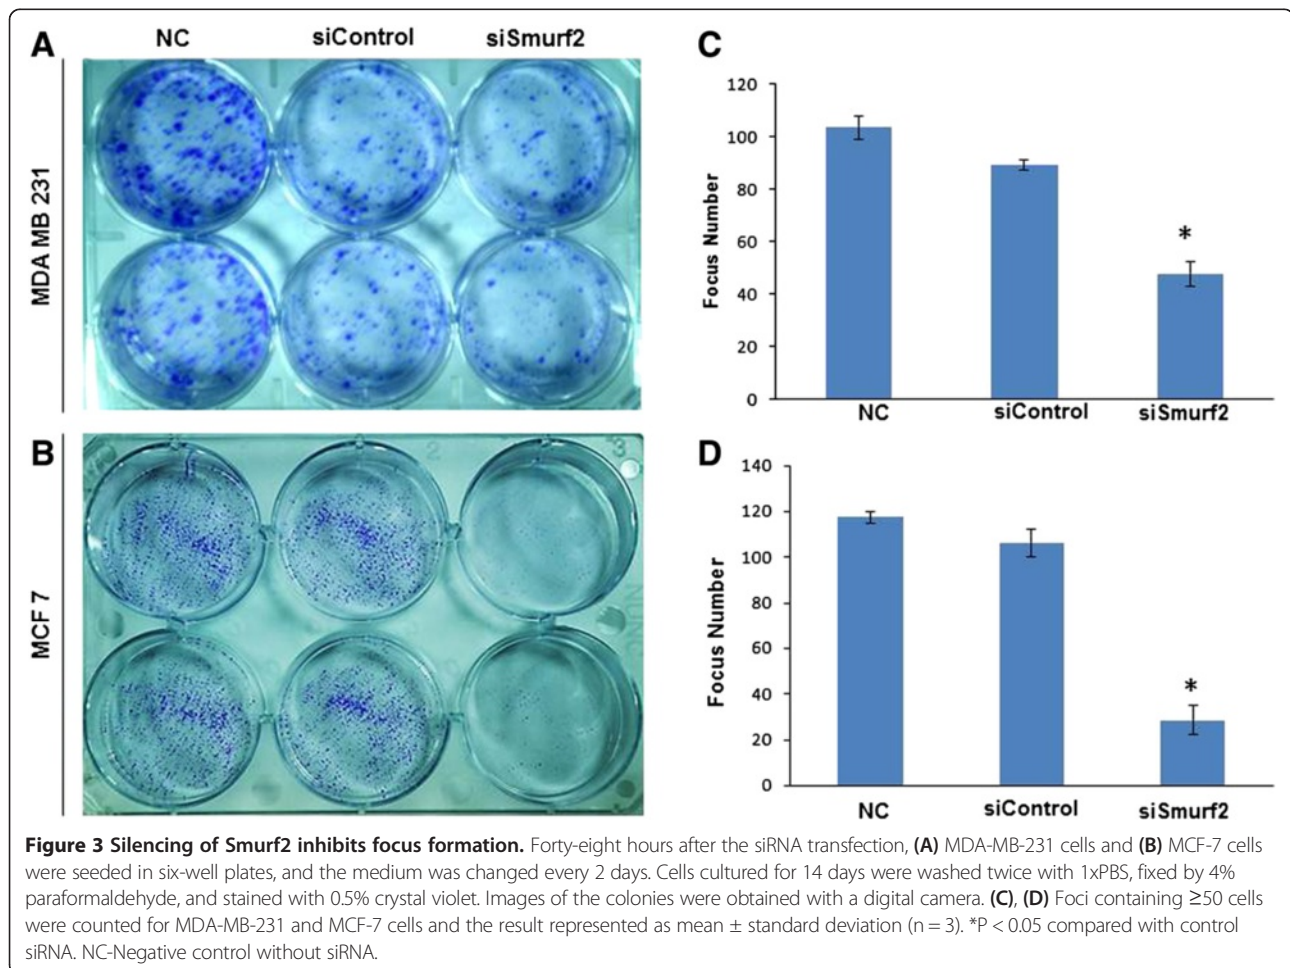 A
NC
siControl
siSmurf2
MDA MB 231
B
2
3
MCF 7
C
120
100
80
60
40
20
0
Focus Number
*
NC
siControl
siSmurf2
D
140
120
100
80
60
40
20
0
Focus Number
*
NC
siControl
siSmurf2
Figure 3 Silencing of Smurf2 inhibits focus formation. Forty-eight hours after the siRNA transfection, (A) MDA-MB-231 cells and (B) MCF-7 cells
were seeded in six-well plates, and the medium was changed every 2 days. Cells cultured for 14 days were washed twice with 1xPBS, fixed by 4%
paraformaldehyde, and stained with 0.5% crystal violet. Images of the colonies were obtained with a digital camera. (C), (D) Foci containing ≥50 cells
were counted for MDA-MB-231 and MCF-7 cells and the result represented as mean ± standard deviation (n = 3). *P < 0.05 compared with control
siRNA. NC-Negative control without siRNA.